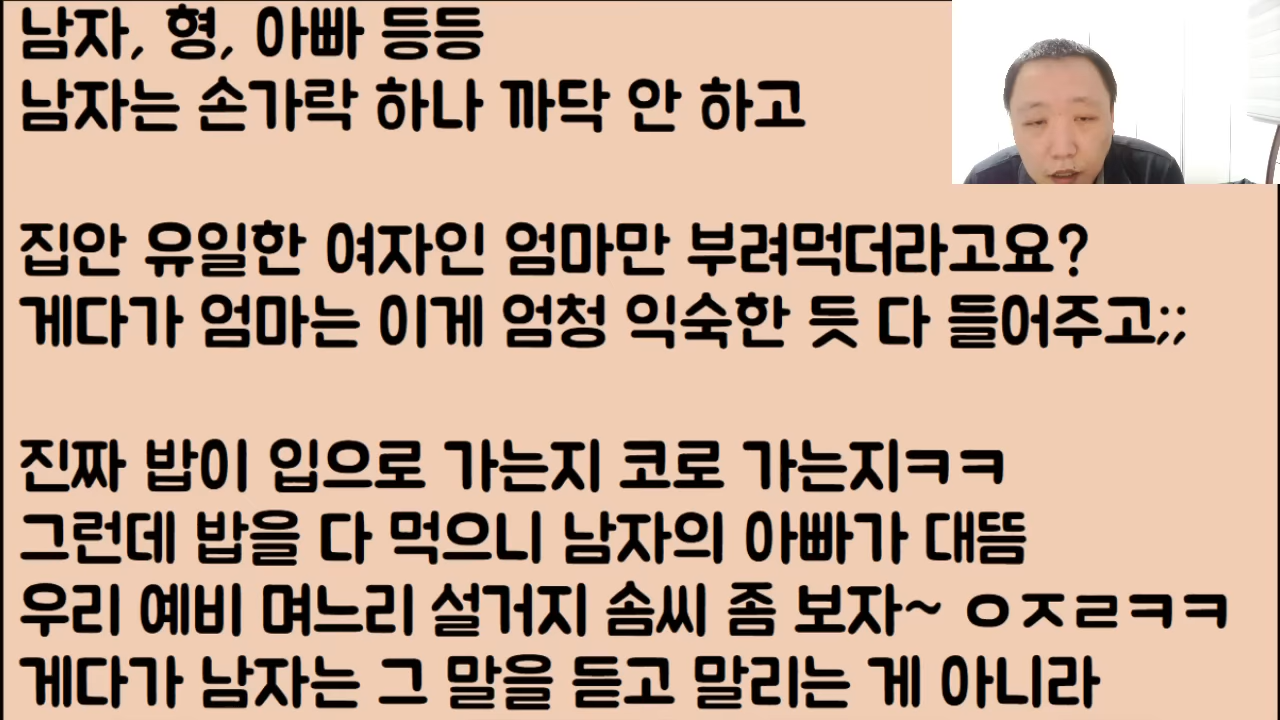 남자, 형, 아빠 등등
남자는 손가락 하나 까닥 안 하고
집안 유일한 여자인 엄마만 부려먹더라고요?
게다가 엄마는 이게 엄청 익숙한 듯 다 들어주고;;
진짜 밥이 입으로 가는지 코로 가는지ㅋㅋ
그런데 밥을 다 먹으니 남자의 아빠가 대뜸
우리 예비 며느리 설거지 솜씨 좀 보자~ ㅇㅈㄹㅋㅋ
게다가 남자는 그 말을 듣고 말리는 게 아니라